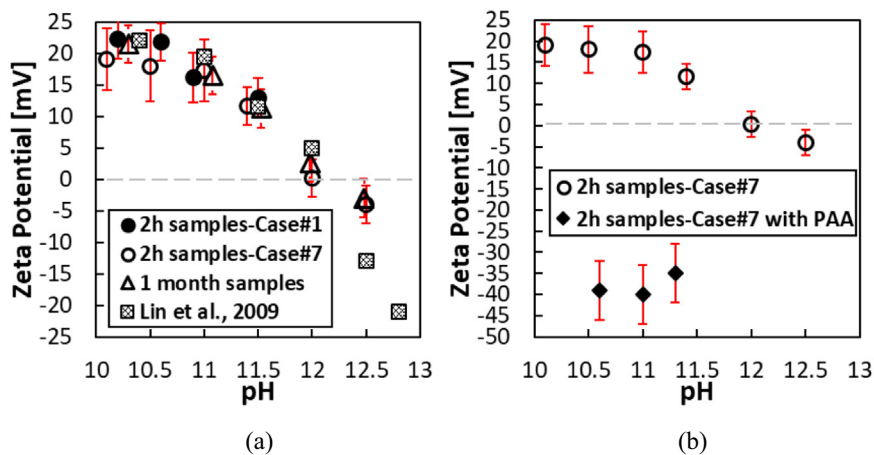 Zeta Potential [mV]
25
20
15
10
5
0
-5
-10
-15
-20
-25
2h samples-Case#1
2h samples-Case#7
1 month samples
Lin et al., 2009
10 10.5 11 11.5 12 12.5 13
pH
(a)
Zeta Potential [mV]
25
20
15
10
5
0
-5
-10
-15
-20
-25
-30
-35
-40
-45
-50
2h samples-Case#7
2h samples-Case#7 with PAA
10 10.5 11 11.5 12 12.5 13
pH
(b)